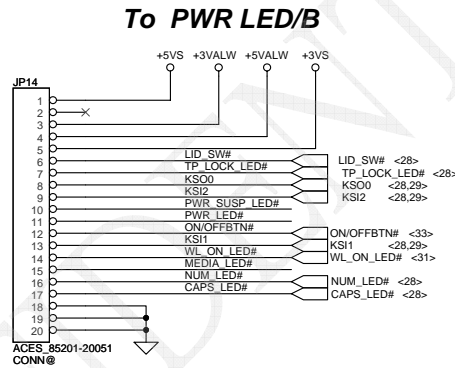 To PWR LED/B
+5VS +3VALW +5VALW +3VS
JP14
1
2
3
4
5
6 LID_SW# LID_SW# <28>
7 TP_LOCK_LED# TP_LOCK_LED# <28>
8 KSO0 KSO0 <28,29>
9 KSI2 KSI2 <28,29>
10 PWR_SUSP_LED#
11 PWR_LED#
12 ON/OFFBTN# ON/OFFBTN# <33>
13 KSI1 KSI1 <28,29>
14 WL_ON_LED# WL_ON_LED# <31>
15 MEDIA_LED#
16 NUM_LED# NUM_LED# <28>
17 CAPS_LED# CAPS_LED# <28>
18
19
20
ACES_85201-20051
CONN@